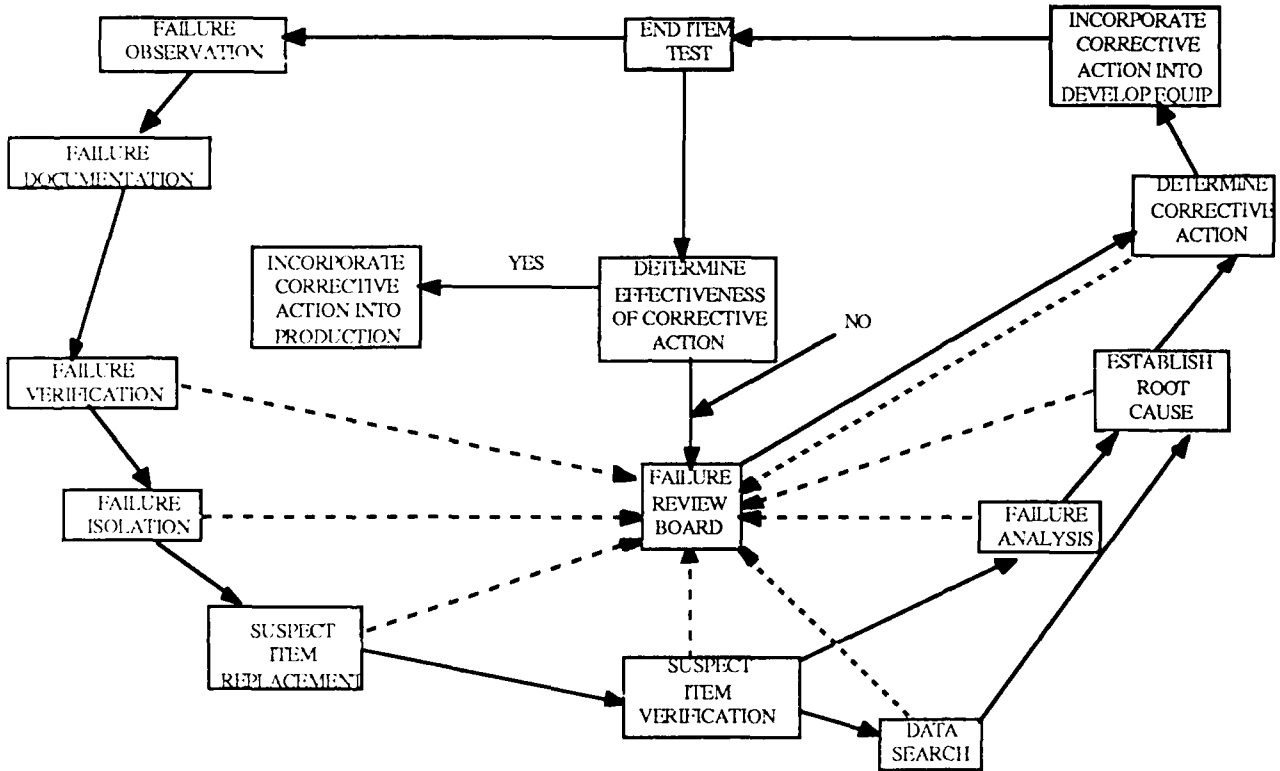 FAILURE
OBSERVATION
END ITEM
TEST
INCORPORATE
CORRECTIVE
ACTION INTO
DEVELOP EQUIP
FAILURE
DOCUMENTATION
DETERMINE
CORRECTIVE
ACTION
INCORPORATE
CORRECTIVE
ACTION INTO
PRODUCTION
YES
DETERMINE
EFFECTIVENESS
OF CORRECTIVE
ACTION
NO
FAILURE
VERIFICATION
ESTABLISH
ROOT
CAUSE
FAILURE
ISOLATION
FAILURE
REVIEW
BOARD
FAILURE
ANALYSIS
SUSPECT
ITEM
REPLACEMENT
SUSPECT
ITEM
VERIFICATION
DATA
SEARCH